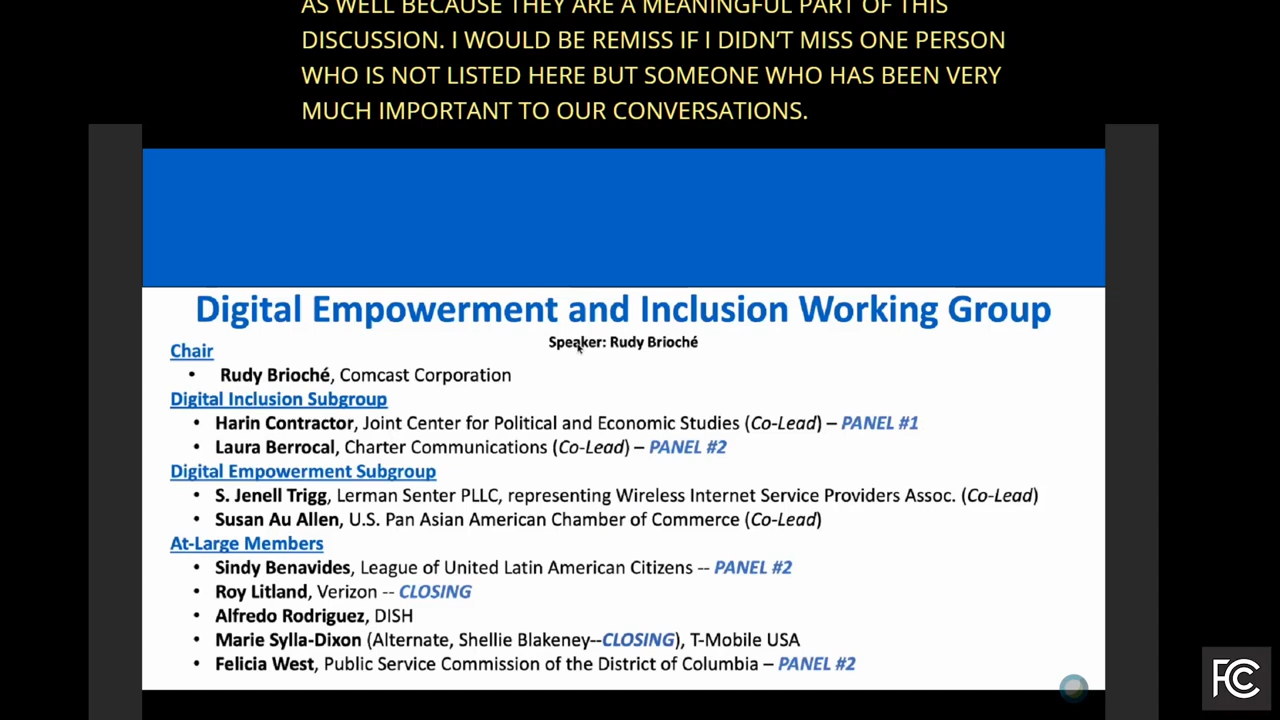 AS WELL BECAUSE THEY ARE A MEANINGFUL PART OF THIS
DISCUSSION. I WOULD BE REMISS IF I DIDN’T MISS ONE PERSON
WHO IS NOT LISTED HERE BUT SOMEONE WHO HAS BEEN VERY
MUCH IMPORTANT TO OUR CONVERSATIONS.
Digital Empowerment and Inclusion Working Group
Speaker: Rudy Brioché
Chair
• Rudy Brioché, Comcast Corporation
Digital Inclusion Subgroup
• Harin Contractor, Joint Center for Political and Economic Studies (Co-Lead) – PANEL #1
• Laura Berrocal, Charter Communications (Co-Lead) – PANEL #2
Digital Empowerment Subgroup
• S. Jenell Trigg, Lerman Senter PLLC, representing Wireless Internet Service Providers Assoc. (Co-Lead)
• Susan Au Allen, U.S. Pan Asian American Chamber of Commerce (Co-Lead)
At-Large Members
• Sindy Benavides, League of United Latin American Citizens -- PANEL #2
• Roy Litland, Verizon -- CLOSING
• Alfredo Rodriguez, DISH
• Marie Sylla-Dixon (Alternate, Shellie Blakeney--CLOSING), T-Mobile USA
• Felicia West, Public Service Commission of the District of Columbia – PANEL #2
FCC